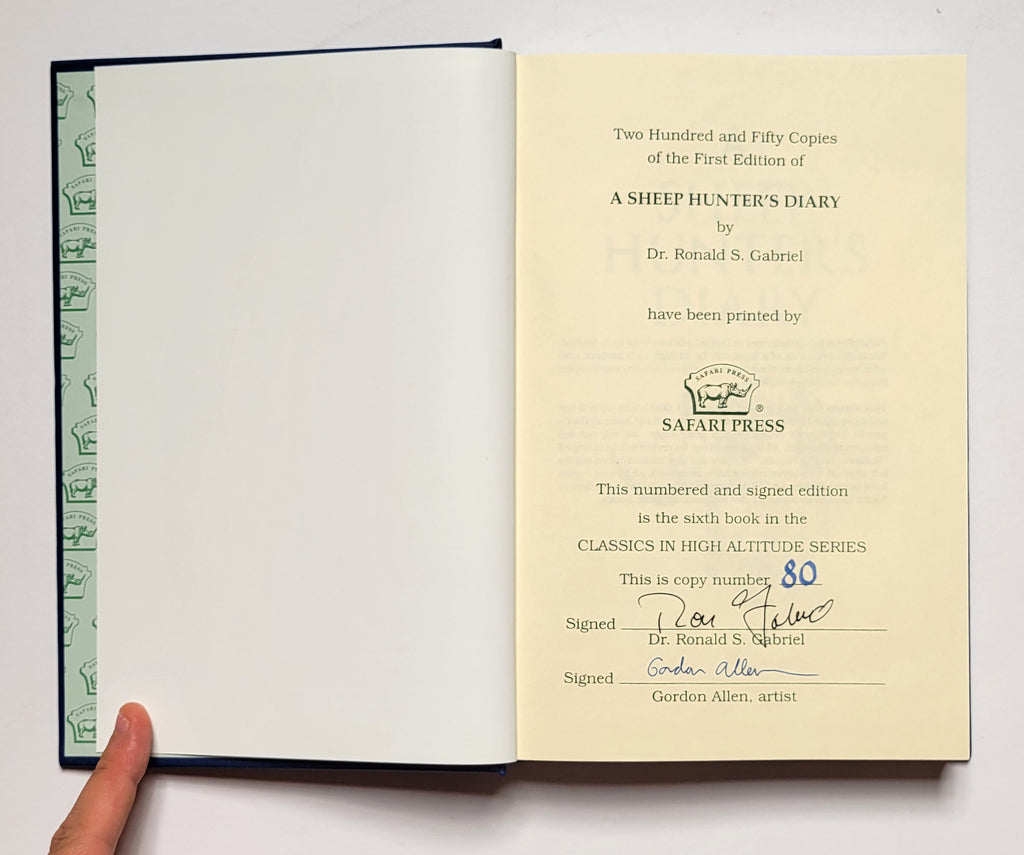 Two Hundred and Fifty Copies
of the First Edition of
A SHEEP HUNTER'S DIARY
by
Dr. Ronald S. Gabriel
have been printed by
SAFARI PRESS
®
SAFARI PRESS
This numbered and signed edition
is the sixth book in the
CLASSICS IN HIGH ALTITUDE SERIES
This is copy number 80
Signed Ron Gabriel
Dr. Ronald S. Gabriel
Signed Gordon Allen
Gordon Allen, artist